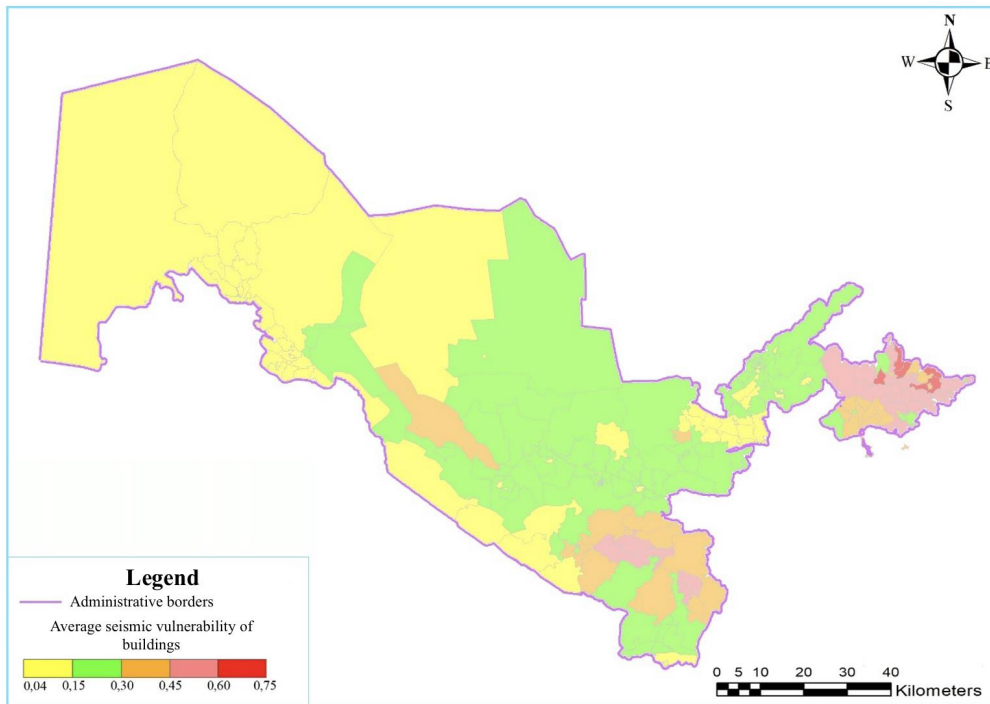 N
W E
S
Legend
Administrative borders
Average seismic vulnerability of
buildings
0,04 0,15 0,30 0,45 0,60 0,75
0 5 10 20 30 40
Kilometers